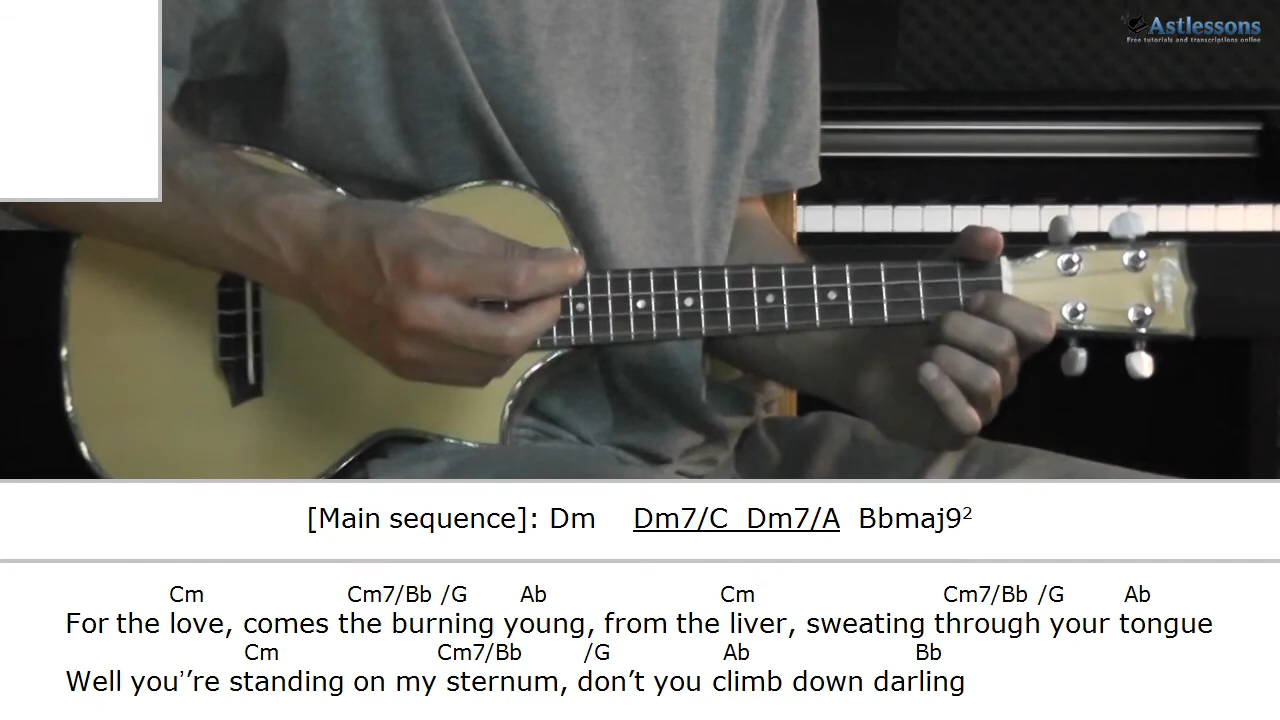 Astlessons
Free tutorials and transcriptions online
[Main sequence]: Dm Dm7/C Dm7/A Bbmaj9²
Cm Cm7/Bb /G Ab Cm Cm7/Bb /G Ab
For the love, comes the burning young, from the liver, sweating through your tongue
Cm Cm7/Bb /G Ab Bb
Well you’’re standing on my sternum, don’t you climb down darling